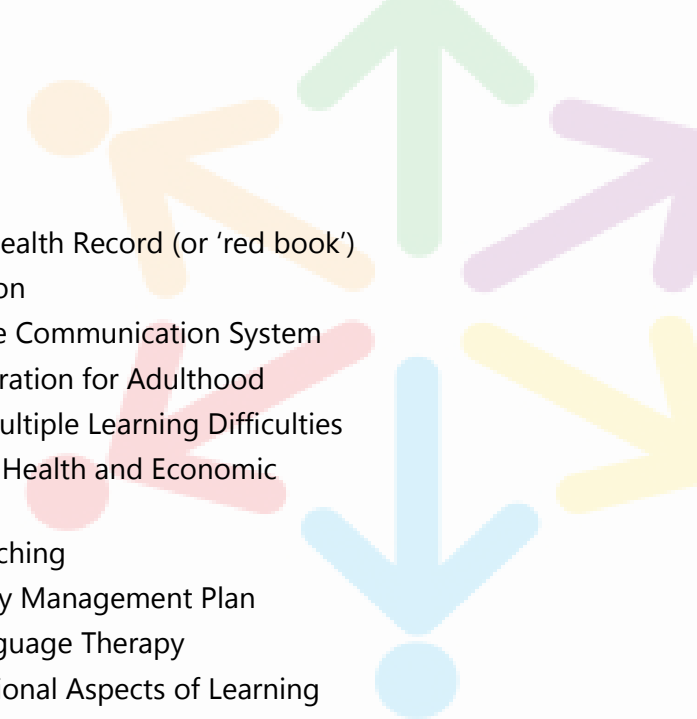 ealth Record (or ‘red book’)
on
e Communication System
ration for Adulthood
ultiple Learning Difficulties
Health and Economic
ching
y Management Plan
guage Therapy
ional Aspects of Learning